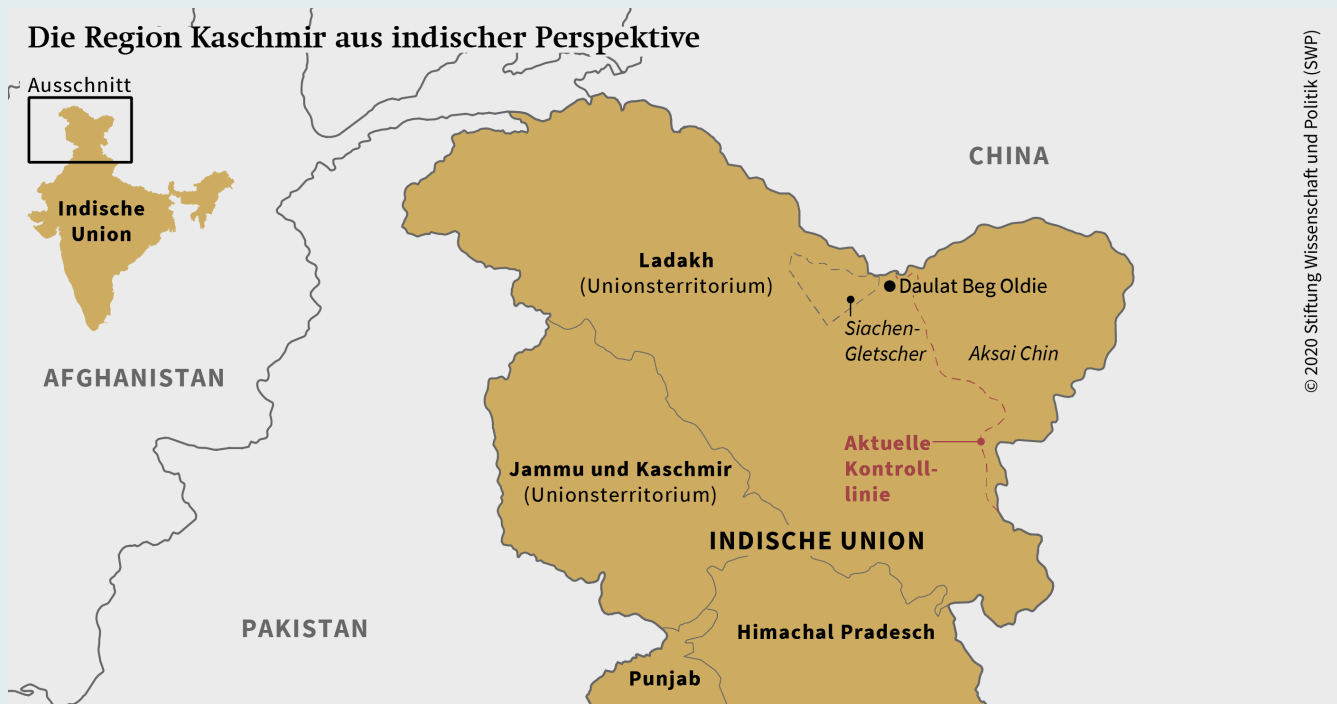 Die Region Kaschmir aus indischer Perspektive
Ausschnitt
Indische
Union
CHINA
Ladakh
(Unionsterritorium)
Daulat Beg Oldie
Siachen-
Gletscher
Aksai Chin
AFGHANISTAN
Aktuelle
Kontroll-
linie
Jammu und Kaschmir
(Unionsterritorium)
INDISCHE UNION
PAKISTAN
Himachal Pradesch
Punjab
© 2020 Stiftung Wissenschaft und Politik (SWP)